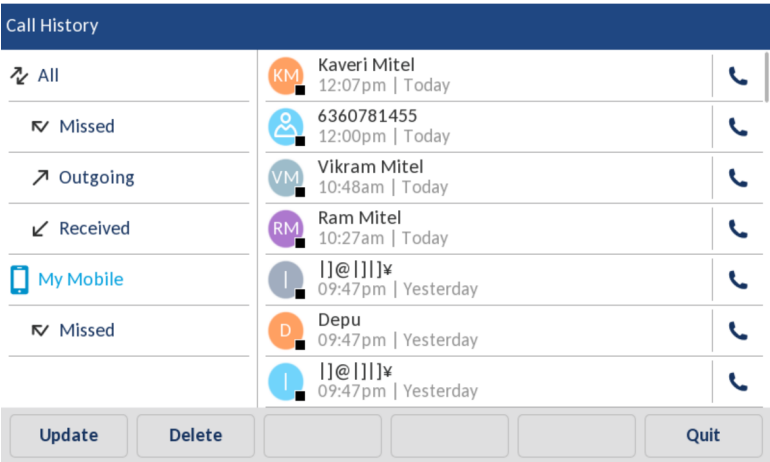 Call History
All
Missed
Outgoing
Received
My Mobile
Missed
KM
Kaveri Mitel
12:07pm | Today
6360781455
12:00pm | Today
VM
Vikram Mitel
10:48am | Today
RM
Ram Mitel
10:27am | Today
|
|]@|]|]¥
09:47pm | Yesterday
D
Depu
09:47pm | Yesterday
|
|]@|]|]¥
09:47pm | Yesterday
Update
Delete
Quit